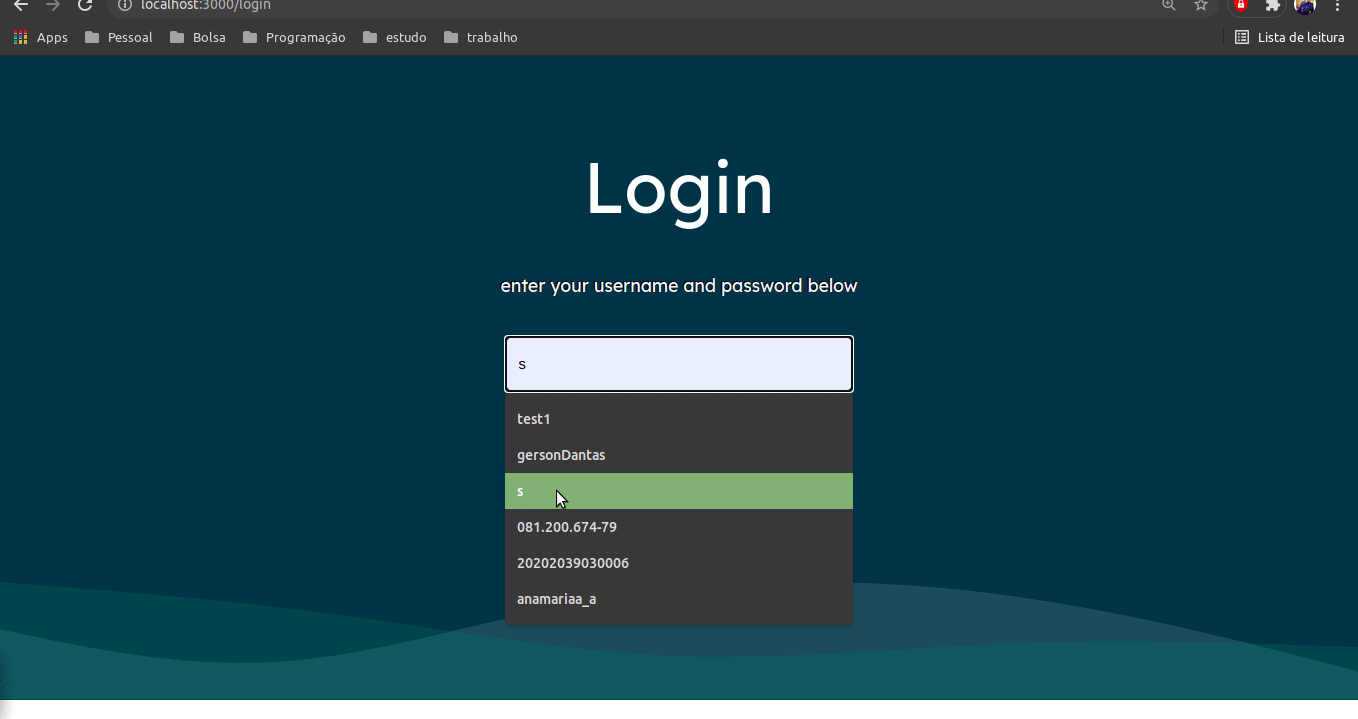 localhost:3000/login
Apps Pessoal Bolsa Programação estudo trabalho Lista de leitura
Login
enter your username and password below
s
test1
gersonDantas
s
081.200.674-79
20202039030006
anamariaa_a